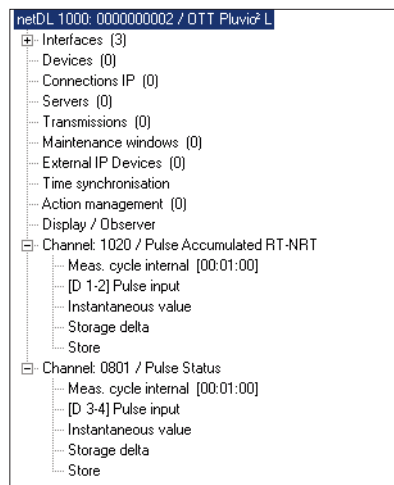 netDL 1000: 0000000002 / OTT Pluvio² L
Interfaces (3)
Devices (0)
Connections IP (0)
Servers (0)
Transmissions (0)
Maintenance windows (0)
External IP Devices (0)
Time synchronisation
Action management (0)
Display / Observer
Channel: 1020 / Pulse Accumulated RT-NRT
Meas. cycle internal [00:01:00]
[D 1-2] Pulse input
Instantaneous value
Storage delta
Store
Channel: 0801 / Pulse Status
Meas. cycle internal [00:01:00]
[D 3-4] Pulse input
Instantaneous value
Storage delta
Store